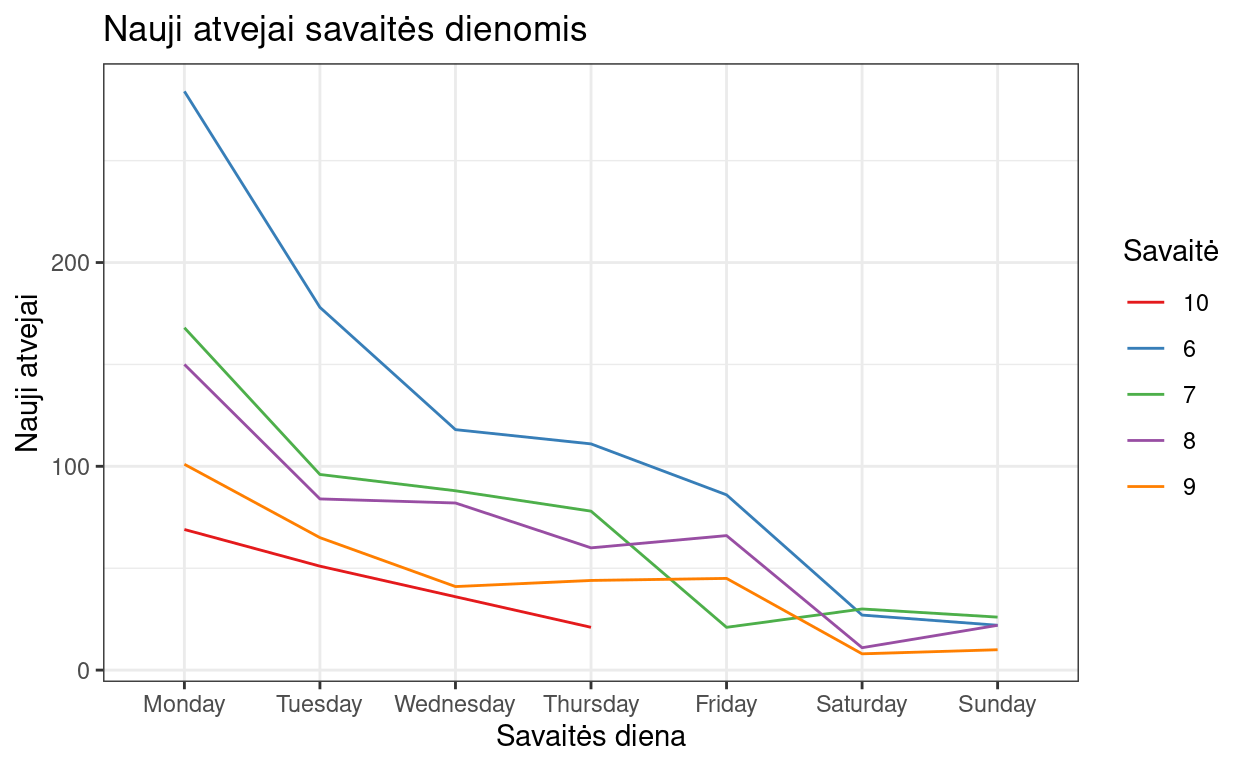 Nauji atvejai savaitės dienomis
Nauji atvejai
200
100
0
Monday Tuesday Wednesday Thursday Friday Saturday Sunday
Savaitės diena
Savaitė
10
6
7
8
9